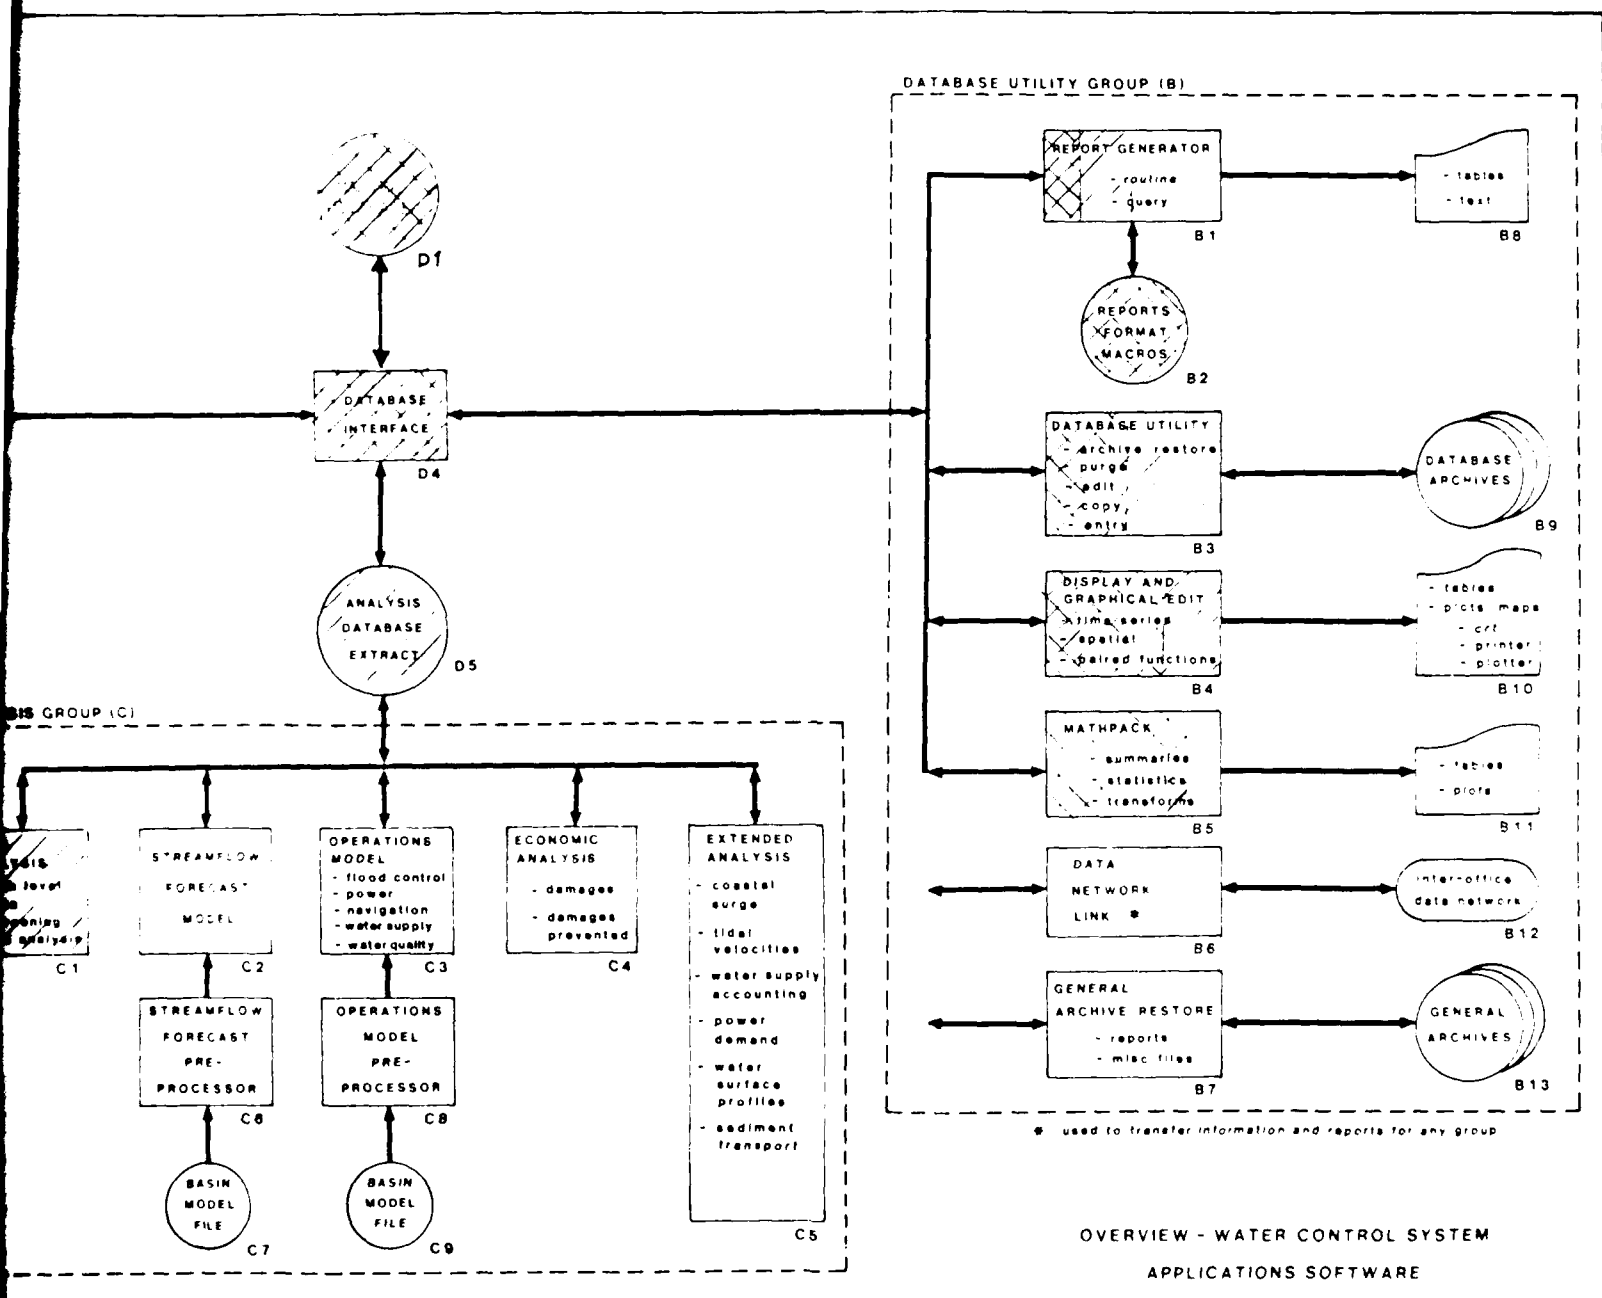 DATABASE UTILITY GROUP (B)
REPORT GENERATOR
- routine
- query
B1
- tables
- text
B8
D1
REPORTS
FORMAT
MACROS
B2
DATABASE
INTERFACE
D4
DATABASE UTILITY
- archive restore
- purge
- edit
- copy
- entry
B3
DATABASE
ARCHIVES
B9
DISPLAY AND
GRAPHICAL EDIT
- time-series
- spatial
- paired functions
B4
- tables
- plots maps
- crt
- printer
- plotter
B10
ANALYSIS
DATABASE
EXTRACT
D5
MATHPACK
- summaries
- statistics
- transforms
B5
- tables
- plots
B11
DATA
NETWORK
LINK *
B6
inter-office
data network
B12
GENERAL
ARCHIVE RESTORE
- reports
- misc files
B7
GENERAL
ARCHIVES
B13
* used to transfer information and reports for any group
SIS GROUP (C)
YSIS
level
analysis
C1
STREAMFLOW
FORECAST
MODEL
C2
OPERATIONS
MODEL
- flood control
- power
- navigation
- water supply
- water quality
C3
ECONOMIC
ANALYSIS
- damages
- damages
prevented
C4
EXTENDED
ANALYSIS
- coastal
surge
- tidal
velocities
- water supply
accounting
- power
demand
- water
surface
profiles
- sediment
transport
C5
STREAMFLOW
FORECAST
PRE-
PROCESSOR
C6
OPERATIONS
MODEL
PRE-
PROCESSOR
C8
BASIN
MODEL
FILE
C7
BASIN
MODEL
FILE
C9
OVERVIEW - WATER CONTROL SYSTEM
APPLICATIONS SOFTWARE